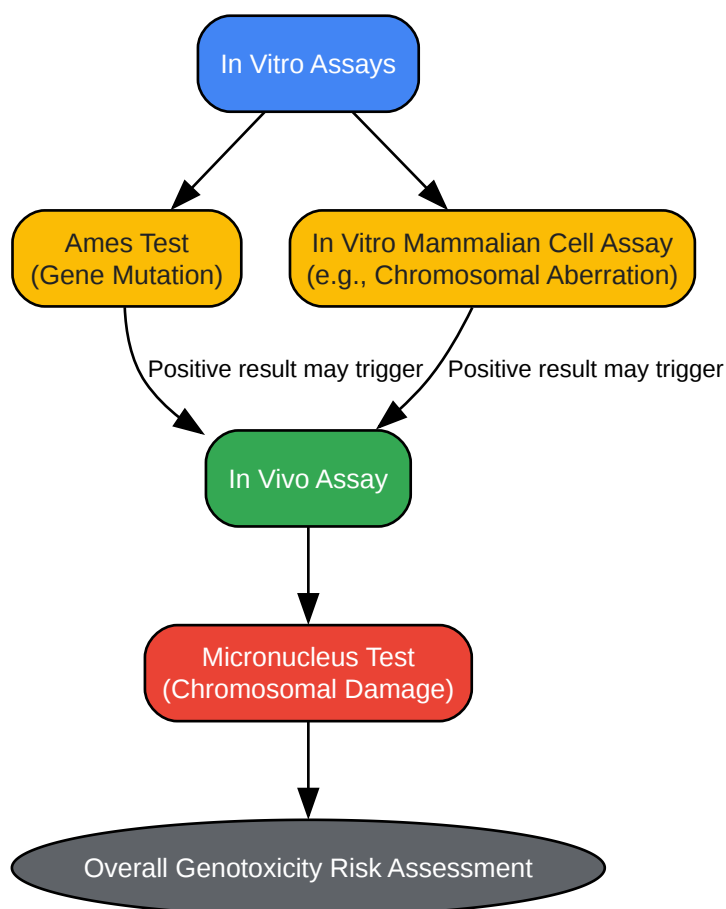 In Vitro Assays
Ames Test
(Gene Mutation)
In Vitro Mammalian Cell Assay
(e.g., Chromosomal Aberration)
Positive result may trigger
Positive result may trigger
In Vivo Assay
Micronucleus Test
(Chromosomal Damage)
Overall Genotoxicity Risk Assessment